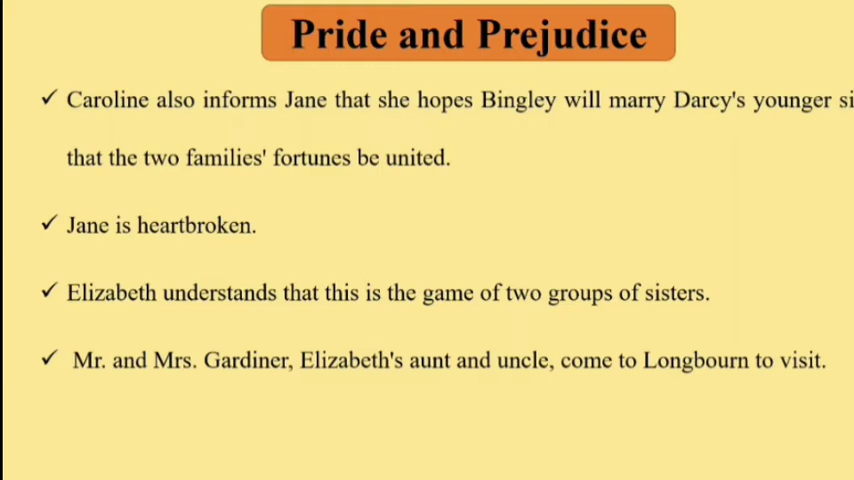 Pride and Prejudice
✓ Caroline also informs Jane that she hopes Bingley will marry Darcy's younger
that the two families' fortunes be united.
✓ Jane is heartbroken.
✓ Elizabeth understands that this is the game of two groups of sisters.
✓ Mr. and Mrs. Gardiner, Elizabeth's aunt and uncle, come to Longbourn to visit.